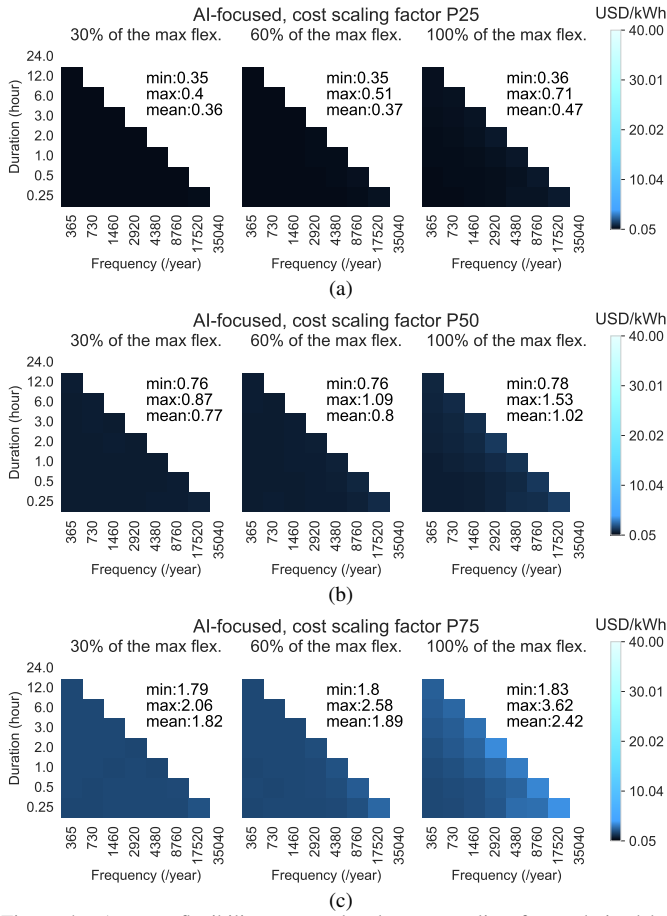 AI-focused, cost scaling factor P25
30% of the max flex.
60% of the max flex.
100% of the max flex.
USD/kWh
Duration (hour)
24.0
12.0
6.0
3.0
2.0
1.0
0.5
0.25
min:0.35
max:0.4
mean:0.36
min:0.35
max:0.51
mean:0.37
min:0.36
max:0.71
mean:0.47
40.00
30.01
20.02
10.04
0.05
365 730 1460 2920 4380 8760 17520 35040
365 730 1460 2920 4380 8760 17520 35040
365 730 1460 2920 4380 8760 17520 35040
Frequency (/year)
Frequency (/year)
Frequency (/year)
(a)
AI-focused, cost scaling factor P50
30% of the max flex.
60% of the max flex.
100% of the max flex.
USD/kWh
Duration (hour)
24.0
12.0
6.0
3.0
2.0
1.0
0.5
0.25
min:0.76
max:0.87
mean:0.77
min:0.76
max:1.09
mean:0.8
min:0.78
max:1.53
mean:1.02
40.00
30.01
20.02
10.04
0.05
365 730 1460 2920 4380 8760 17520 35040
365 730 1460 2920 4380 8760 17520 35040
365 730 1460 2920 4380 8760 17520 35040
Frequency (/year)
Frequency (/year)
Frequency (/year)
(b)
AI-focused, cost scaling factor P75
30% of the max flex.
60% of the max flex.
100% of the max flex.
USD/kWh
Duration (hour)
24.0
12.0
6.0
3.0
2.0
1.0
0.5
0.25
min:1.79
max:2.06
mean:1.82
min:1.8
max:2.58
mean:1.89
min:1.83
max:3.62
mean:2.42
40.00
30.01
20.02
10.04
0.05
365 730 1460 2920 4380 8760 17520 35040
365 730 1460 2920 4380 8760 17520 35040
365 730 1460 2920 4380 8760 17520 35040
Frequency (/year)
Frequency (/year)
Frequency (/year)
(c)